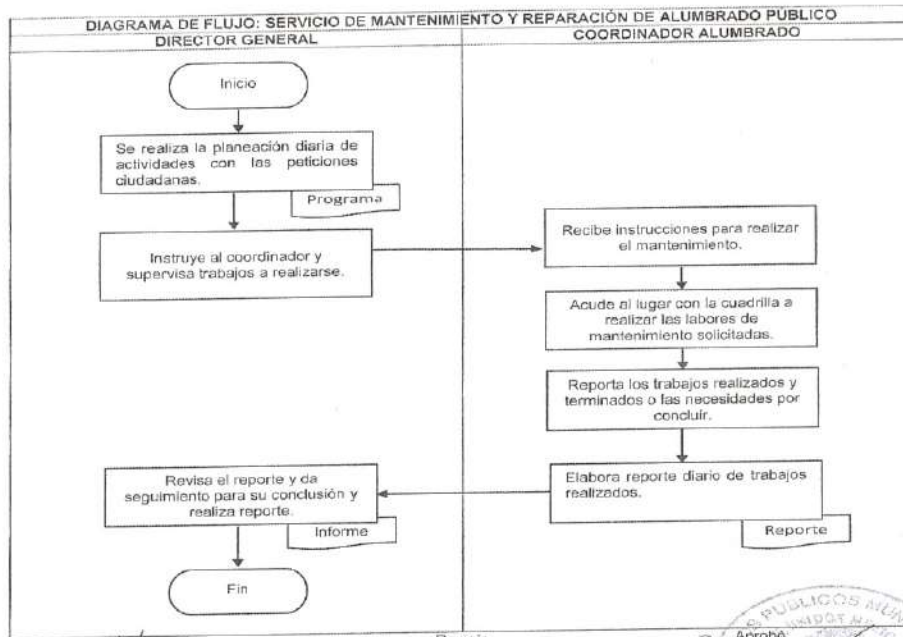 DIAGRAMA DE FLUJO: SERVICIO DE MANTENIMIENTO Y REPARACIÓN DE ALUMBRADO PÚBLICO
DIRECTOR GENERAL
COORDINADOR ALUMBRADO
Inicio
Se realiza la planeación diaria de
actividades con las peticiones
ciudadanas.
Programa
Instruye al coordinador y
supervisa trabajos a realizarse.
Recibe instrucciones para realizar
el mantenimiento.
Acude al lugar con la cuadrilla a
realizar las labores de
mantenimiento solicitadas.
Reporta los trabajos realizados y
terminados o las necesidades por
concluir.
Elabora reporte diario de trabajos
realizados.
Reporte
Revisa el reporte y da
seguimiento para su conclusión y
realiza reporte.
Informe
Fin
PUBLICOS
Aprobó